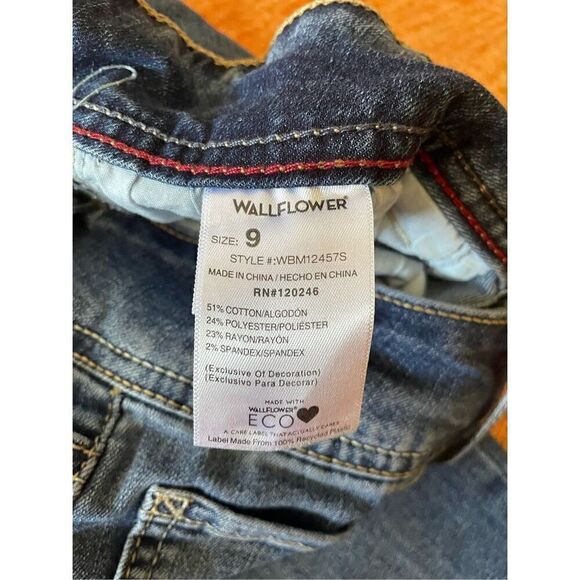 WALLFLOWER®
SIZE: 9
STYLE #:WBM12457S
MADE IN CHINA / HECHO EN CHINA
RN#120246
51% COTTON/ALGODÓN
24% POLYESTER/POLIÉSTER
23% RAYON/RAYÓN
2% SPANDEX/SPANDEX
(Exclusive Of Decoration)
(Exclusivo Para Decorar)
MADE WITH
WALLFLOWER®
ECO
A CARE LABEL THAT ACTUALLY CARES
Label Made From 100% Recycled Plastic